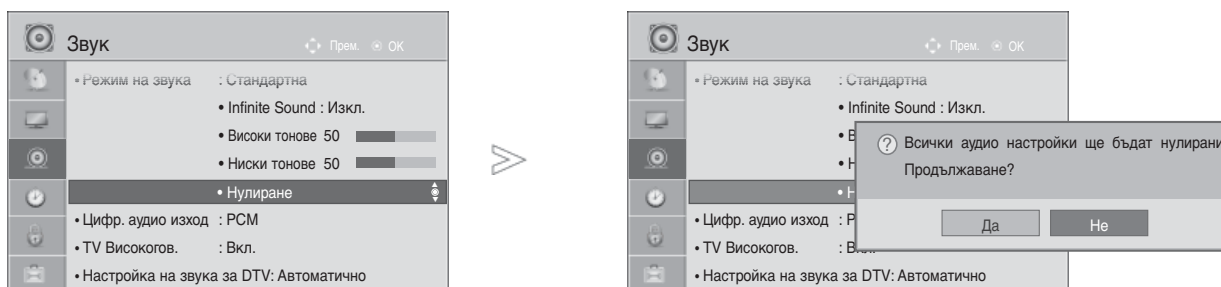 Звук Прем. OK
• Режим на звука : Стандартна
• Infinite Sound : Изкл.
• Високи тонове 50
• Ниски тонове 50
• Нулиране
• Цифр. аудио изход : PCM
• TV Високогов. : Вкл.
• Настройка на звука за DTV: Автоматично
Звук Прем. OK
• Режим на звука : Стандартна
• Infinite Sound : Изкл.
• В
• Н
• Н
• Цифр. аудио изход : P
• TV Високогов. : В
• Настройка на звука за DTV: Автоматично
Всички аудио настройки ще бъдат нулирани
Продължаване?
Да Не